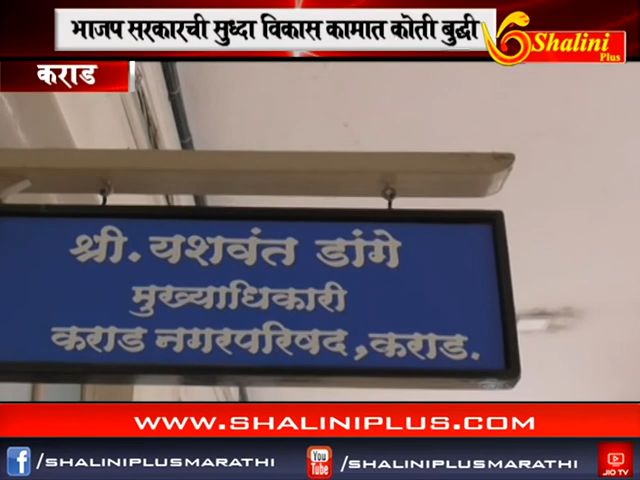 भाजप सरकारची सुध्दा विकास कामात कोती बुद्धी
Shalini
Plus
कराड
श्री. यशवंत डांगे
मुख्याधिकारी
कराड नगरपरिषद, कराड.
WWW.SHALINIPLUS.COM
f /SHALINIPLUSMARATHI
You Tube /SHALINIPLUSMARATHI
JIO TV